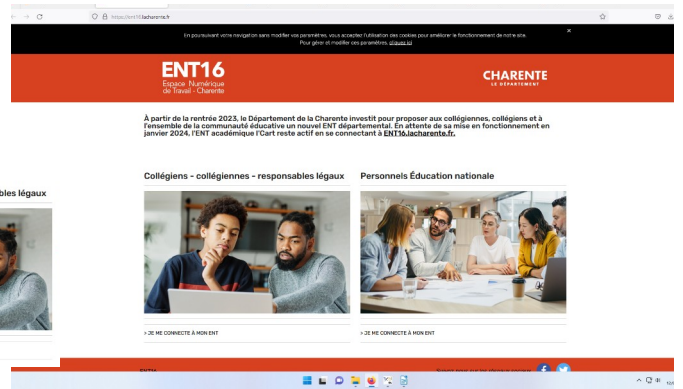 https://ent16.lacharente.fr
En poursuivant votre navigation sans modifier vos paramètres, vous acceptez l'utilisation des cookies pour améliorer le fonctionnement de notre site.
Pour gérer et modifier ces paramètres, cliquez ici
×
ENT16
Espace Numérique
de Travail - Charente
CHARENTE
LE DÉPARTEMENT
À partir de la rentrée 2023, le Département de la Charente investit pour proposer aux collégiennes, collégiens et à
l'ensemble de la communauté éducative un nouvel ENT départemental. En attente de sa mise en fonctionnement en
janvier 2024, l'ENT académique l'Cart reste actif en se connectant à ENT16.lacharente.fr.
bles légaux
Collégiens - collégiennes - responsables légaux
Personnels Éducation nationale
> JE ME CONNECTE À MON ENT
> JE ME CONNECTE À MON ENT
ENT16